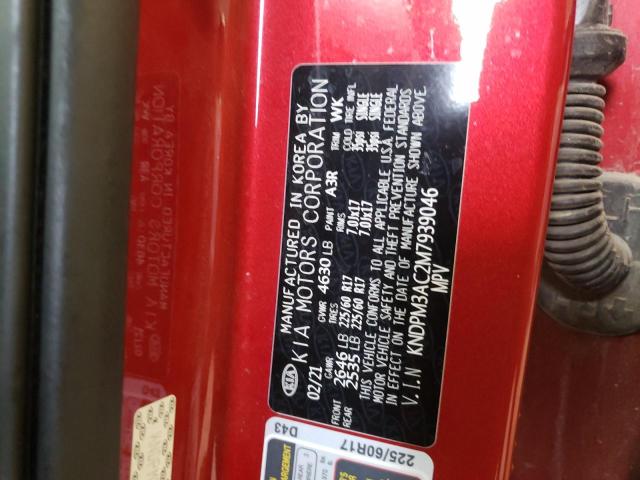 MANUFACTURED IN KOREA BY
KIA KIA MOTORS CORPORATION
02/21 GVWR 4630 LB PAINT A3R TRIM WK
GAWR TIRES RIMS COLD TIRE INFL
FRONT 2646 LB 225/60 R17 7.0Jx17 35psi SINGLE
REAR 2535 LB 225/60 R17 7.0Jx17 35psi SINGLE
THIS VEHICLE CONFORMS TO ALL APPLICABLE U.S.A. FEDERAL
MOTOR VEHICLE SAFETY AND THEFT PREVENTION STANDARDS
IN EFFECT ON THE DATE OF MANUFACTURE SHOWN ABOVE.
V.I.N KNDPM3AC2M7939046
MPV
D43
225/60R17